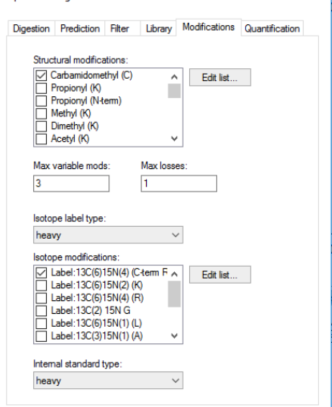 Digestion Prediction Filter Library Modifications Quantification
Structural modifications:
Carbamidomethyl (C)
Edit list...
Propionyl (K)
Propionyl (N-term)
Methyl (K)
Dimethyl (K)
Acetyl (K)
Max variable mods: Max losses:
3 1
Isotope label type:
heavy
Isotope modifications:
Label:13C(6)15N(4) (C-term R
Edit list...
Label:13C(6)15N(2) (K)
Label:13C(6)15N(4) (R)
Label:13C(2) 15N G
Label:13C(6)15N(1) (L)
Label:13C(3)15N(1) (A)
Internal standard type:
heavy